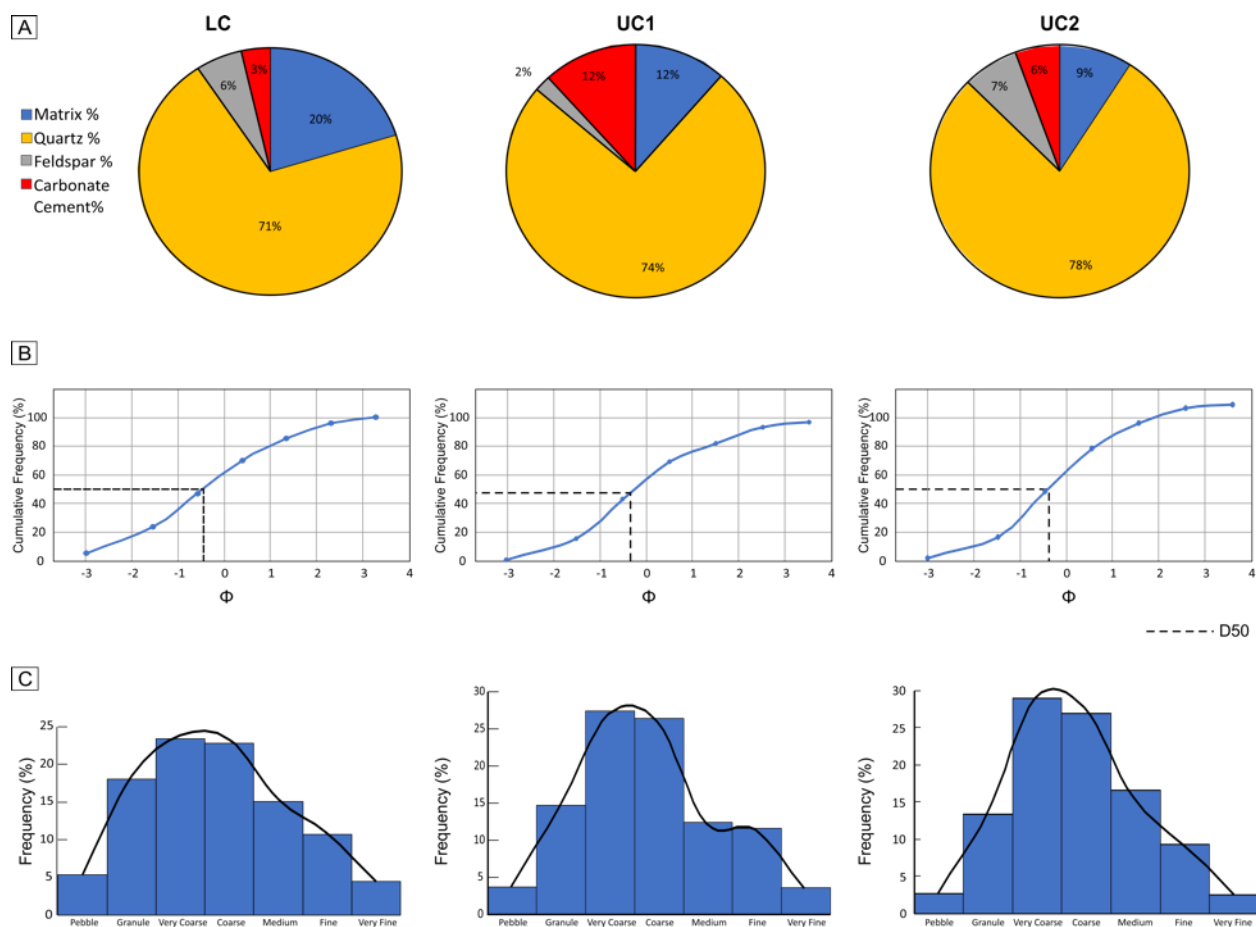 A
LC
UC1
UC2
Matrix %
Quartz %
Feldspar %
Carbonate
Cement%
3%
6%
20%
71%
2%
12%
12%
74%
7%
6%
9%
78%
B
Cumulative Frequency (%)
100
80
60
40
20
0
-3 -2 -1 0 1 2 3 4
Φ
Cumulative Frequency (%)
100
80
60
40
20
0
-3 -2 -1 0 1 2 3 4
Φ
Cumulative Frequency (%)
100
80
60
40
20
0
-3 -2 -1 0 1 2 3 4
Φ
D50
C
Frequency (%)
25
20
15
10
5
0
Pebble Granule Very Coarse Coarse Medium Fine Very Fine
Frequency (%)
30
25
20
15
10
5
0
Pebble Granule Very Coarse Coarse Medium Fine Very Fine
Frequency (%)
30
25
20
15
10
5
0
Pebble Granule Very Coarse Coarse Medium Fine Very Fine